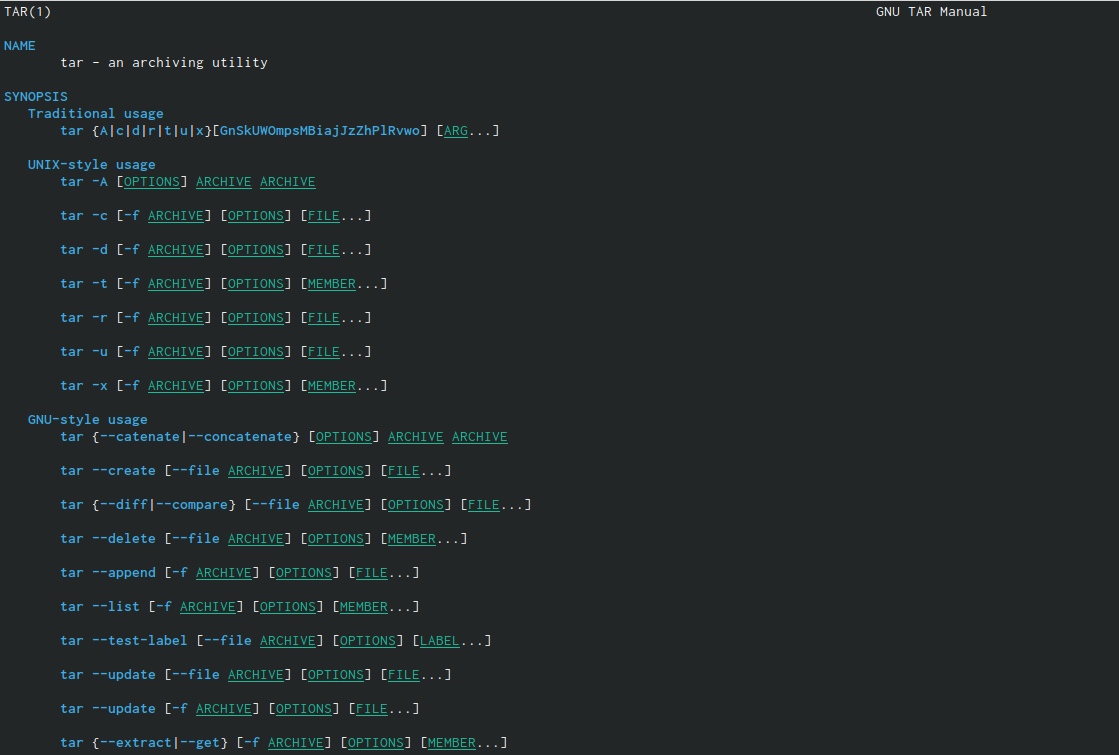 TAR(1) GNU TAR Manual
NAME
tar - an archiving utility
SYNOPSIS
Traditional usage
tar {A|c|d|r|t|u|x}[GnSkUWOmpsMBiajJzZhPlRvwo] [ARG...]
UNIX-style usage
tar -A [OPTIONS] ARCHIVE ARCHIVE
tar -c [-f ARCHIVE] [OPTIONS] [FILE...]
tar -d [-f ARCHIVE] [OPTIONS] [FILE...]
tar -t [-f ARCHIVE] [OPTIONS] [MEMBER...]
tar -r [-f ARCHIVE] [OPTIONS] [FILE...]
tar -u [-f ARCHIVE] [OPTIONS] [FILE...]
tar -x [-f ARCHIVE] [OPTIONS] [MEMBER...]
GNU-style usage
tar {--catenate|--concatenate} [OPTIONS] ARCHIVE ARCHIVE
tar --create [--file ARCHIVE] [OPTIONS] [FILE...]
tar {--diff|--compare} [--file ARCHIVE] [OPTIONS] [FILE...]
tar --delete [--file ARCHIVE] [OPTIONS] [MEMBER...]
tar --append [-f ARCHIVE] [OPTIONS] [FILE...]
tar --list [-f ARCHIVE] [OPTIONS] [MEMBER...]
tar --test-label [--file ARCHIVE] [OPTIONS] [LABEL...]
tar --update [--file ARCHIVE] [OPTIONS] [FILE...]
tar --update [-f ARCHIVE] [OPTIONS] [FILE...]
tar {--extract|--get} [-f ARCHIVE] [OPTIONS] [MEMBER...]